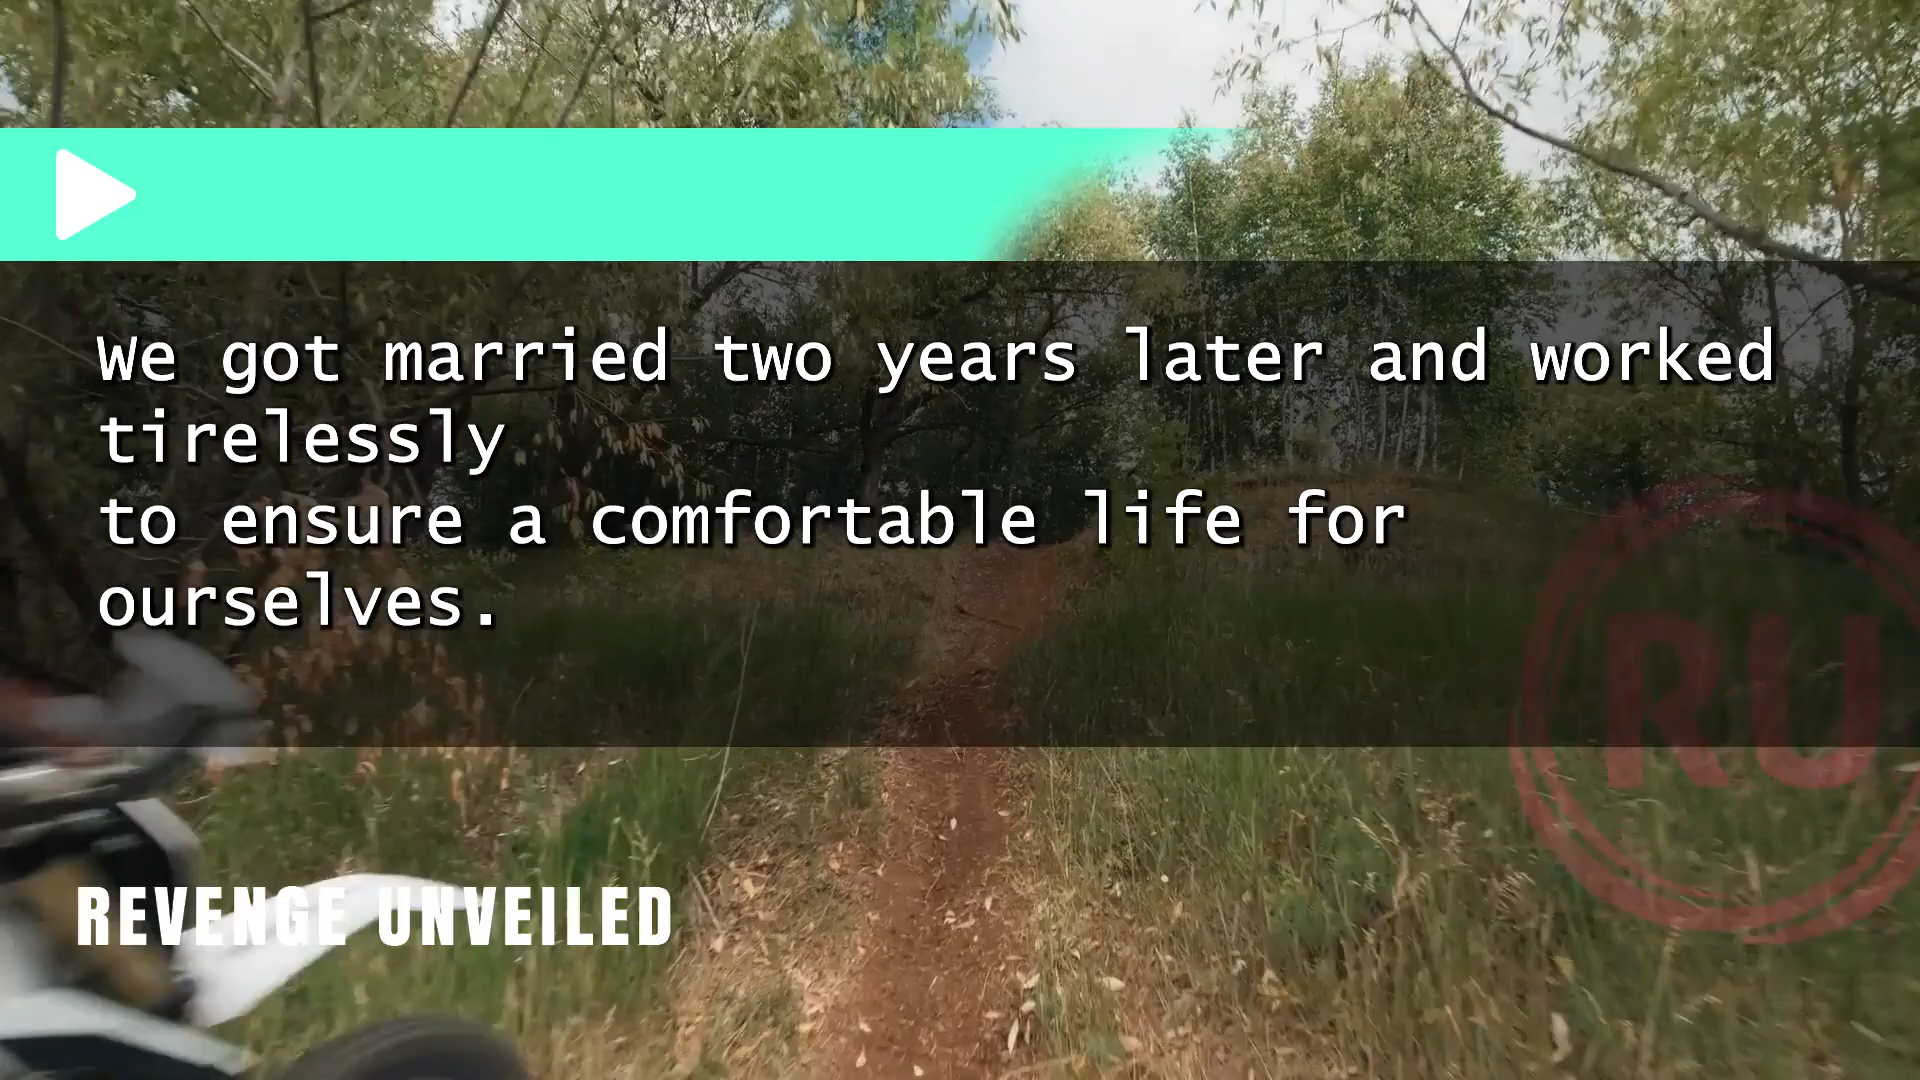 We got married two years later and worked
tirelessly
to ensure a comfortable life for
ourselves.
RU
REVENGE UNVEILED